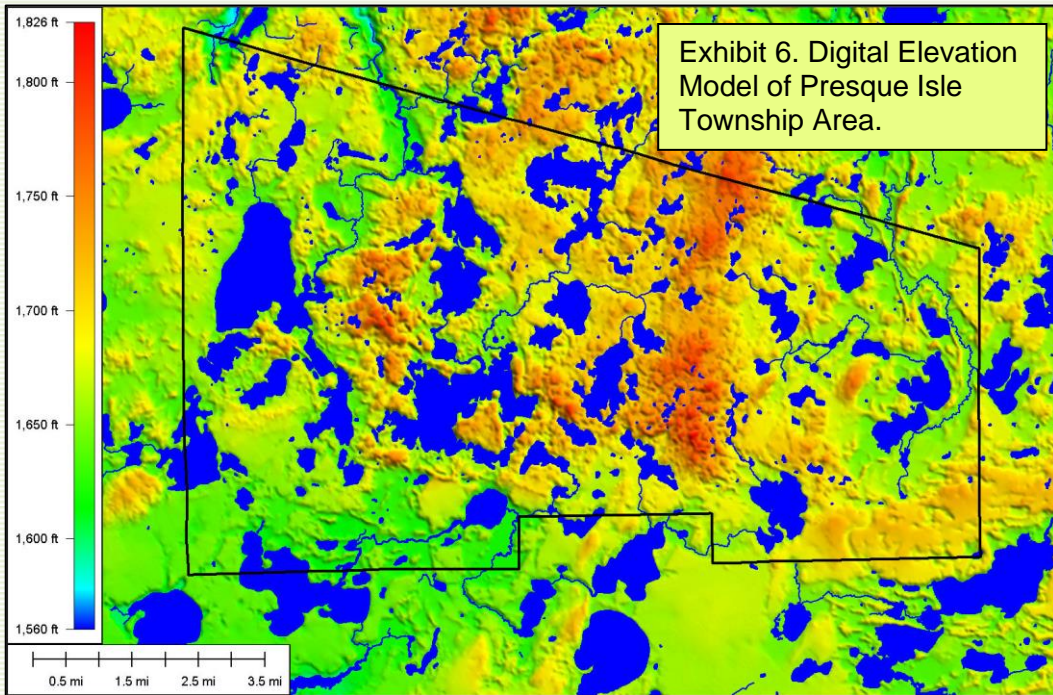 1,826 ft
1,800 ft
1,750 ft
1,700 ft
1,650 ft
1,600 ft
1,560 ft
Exhibit 6. Digital Elevation
Model of Presque Isle
Township Area.
0.5 mi 1.5 mi 2.5 mi 3.5 mi